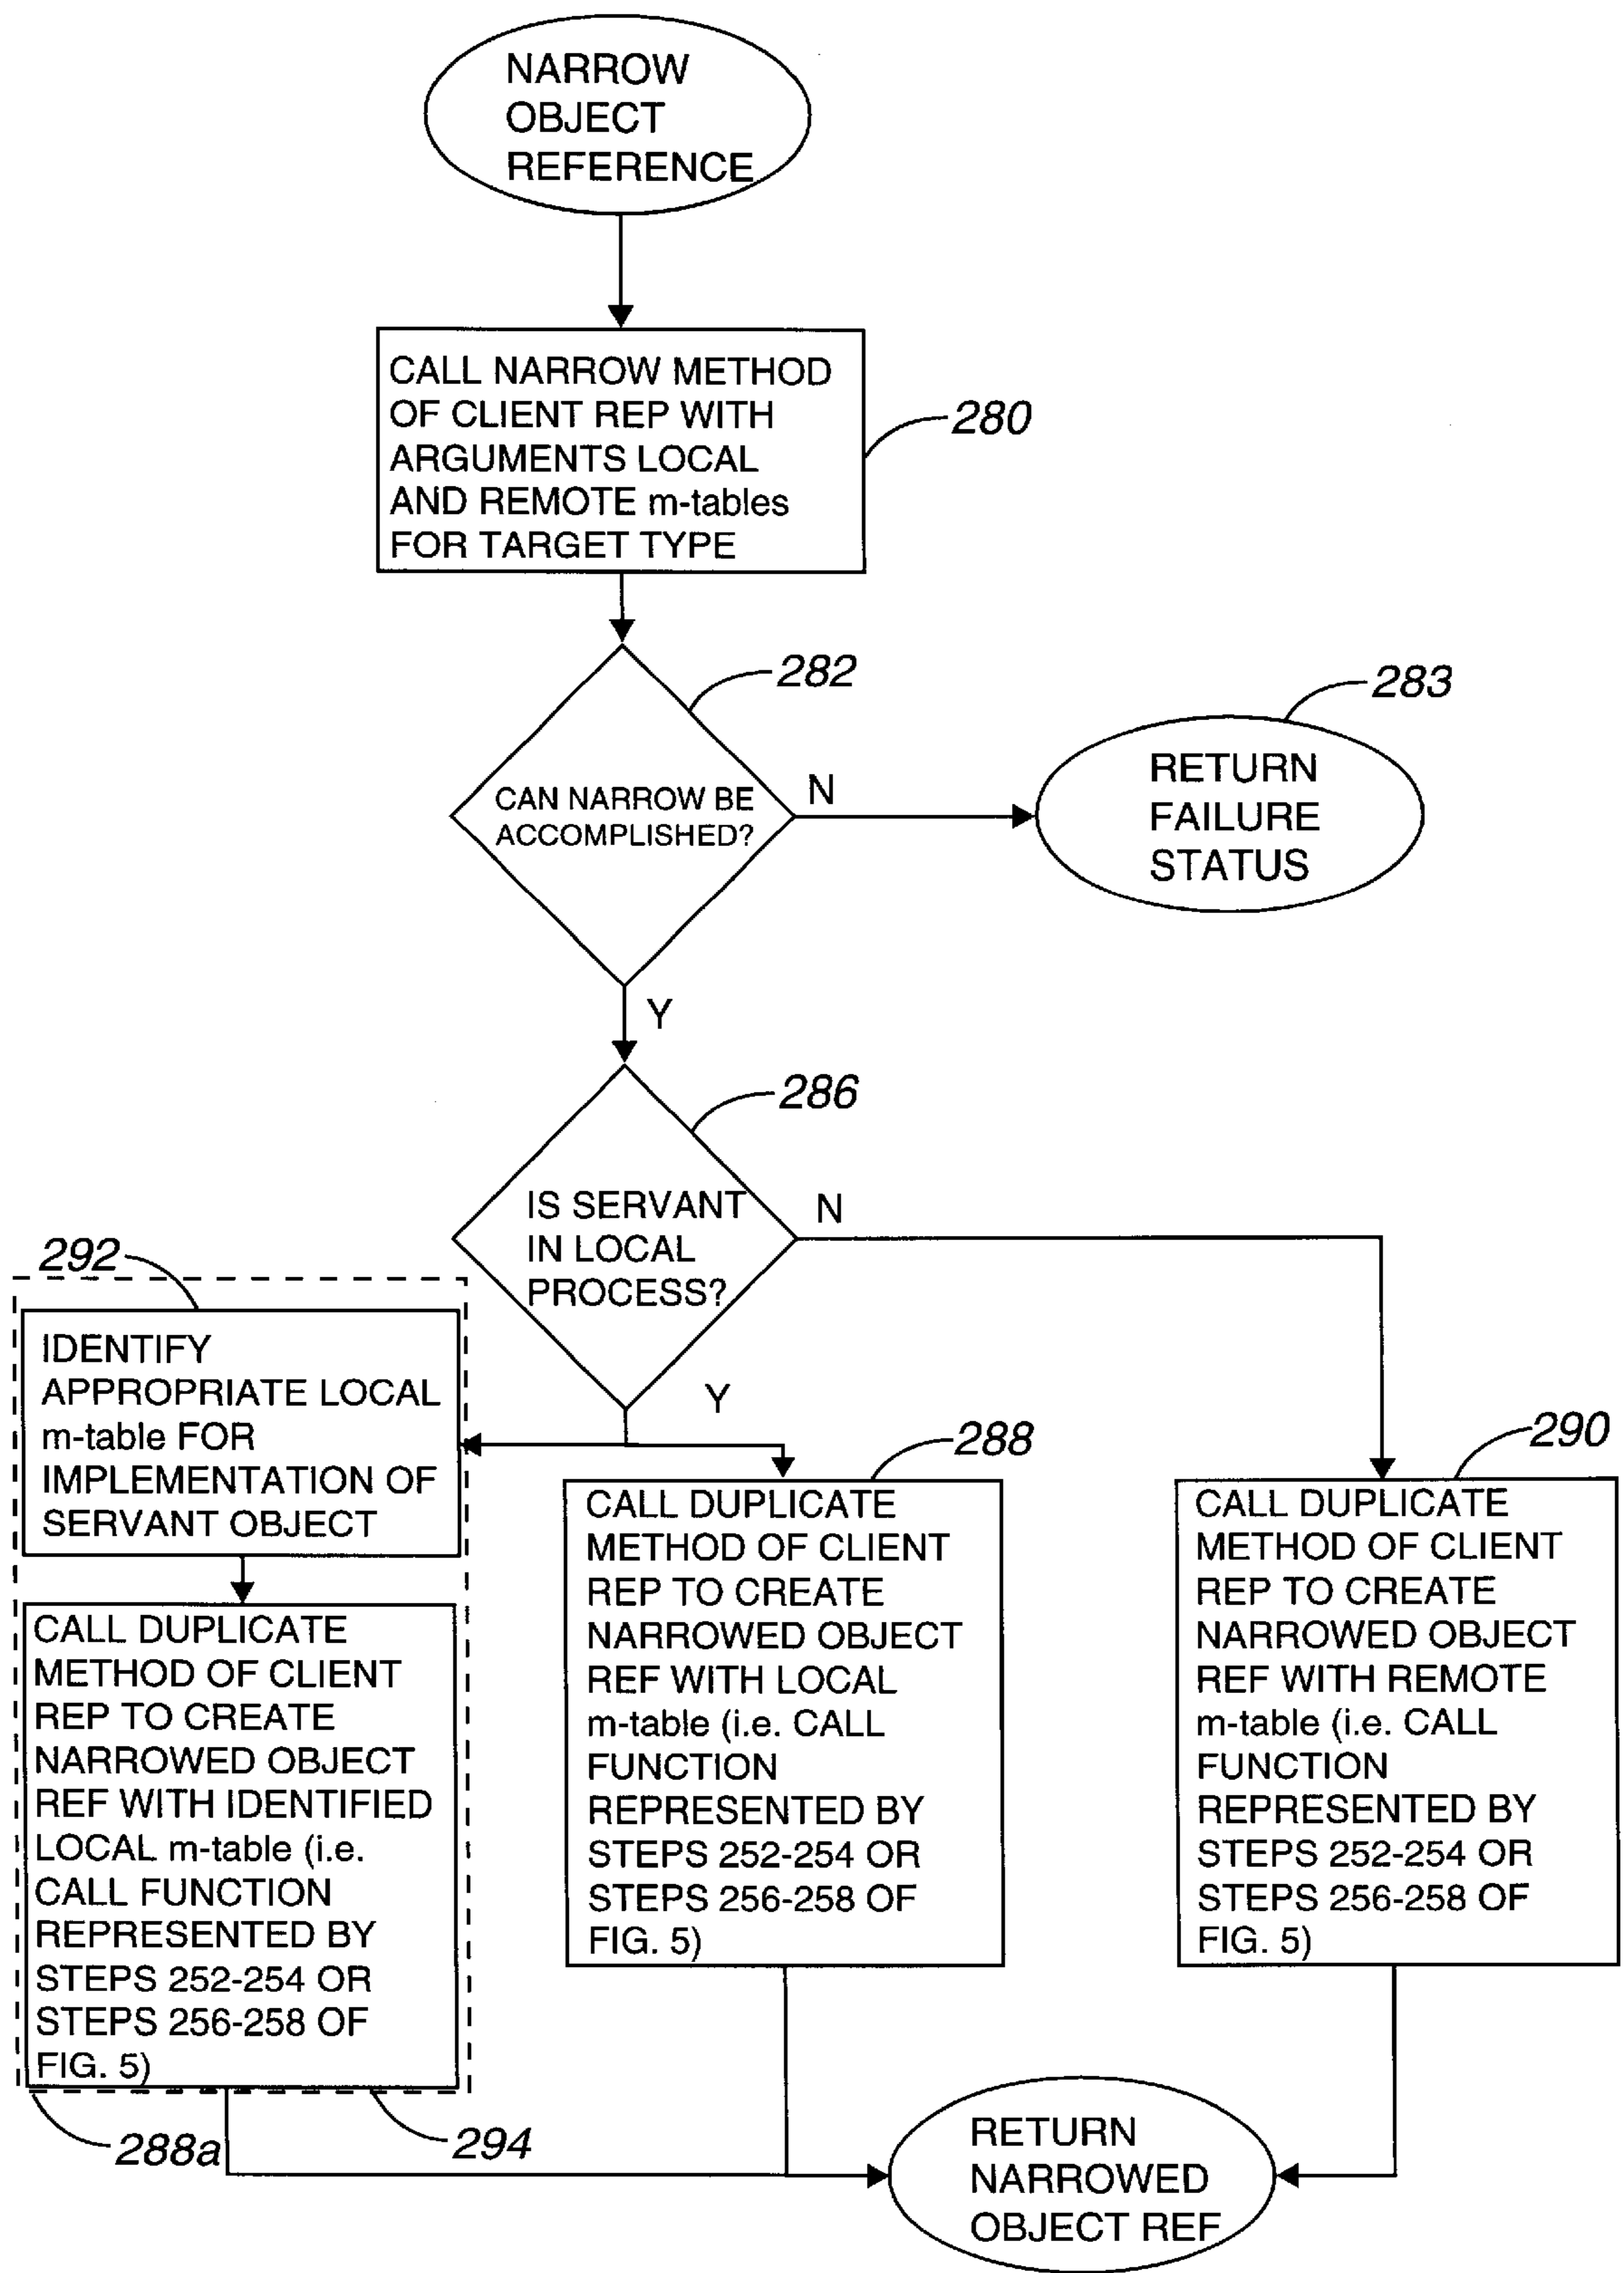 NARROW
OBJECT
REFERENCE
CALL NARROW METHOD
OF CLIENT REP WITH
ARGUMENTS LOCAL
AND REMOTE m-tables
FOR TARGET TYPE
280
282
CAN NARROW BE
ACCOMPLISHED?
N
283
RETURN
FAILURE
STATUS
Y
286
IS SERVANT
IN LOCAL
PROCESS?
N
Y
292
IDENTIFY
APPROPRIATE LOCAL
m-table FOR
IMPLEMENTATION OF
SERVANT OBJECT
CALL DUPLICATE
METHOD OF CLIENT
REP TO CREATE
NARROWED OBJECT
REF WITH IDENTIFIED
LOCAL m-table (i.e.
CALL FUNCTION
REPRESENTED BY
STEPS 252-254 OR
STEPS 256-258 OF
FIG. 5)
288a
294
288
CALL DUPLICATE
METHOD OF CLIENT
REP TO CREATE
NARROWED OBJECT
REF WITH LOCAL
m-table (i.e. CALL
FUNCTION
REPRESENTED BY
STEPS 252-254 OR
STEPS 256-258 OF
FIG. 5)
290
CALL DUPLICATE
METHOD OF CLIENT
REP TO CREATE
NARROWED OBJECT
REF WITH REMOTE
m-table (i.e. CALL
FUNCTION
REPRESENTED BY
STEPS 252-254 OR
STEPS 256-258 OF
FIG. 5)
RETURN
NARROWED
OBJECT REF